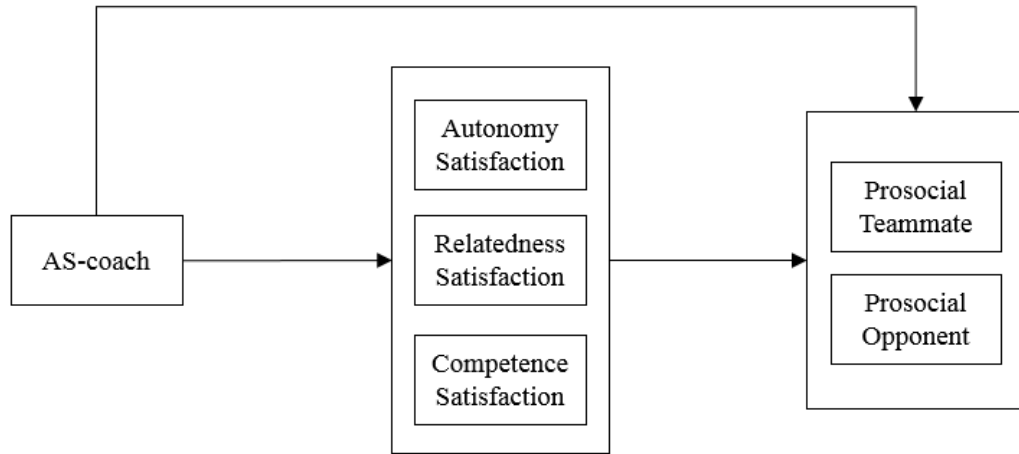 AS-coach
Autonomy
Satisfaction
Relatedness
Satisfaction
Competence
Satisfaction
Prosocial
Teammate
Prosocial
Opponent